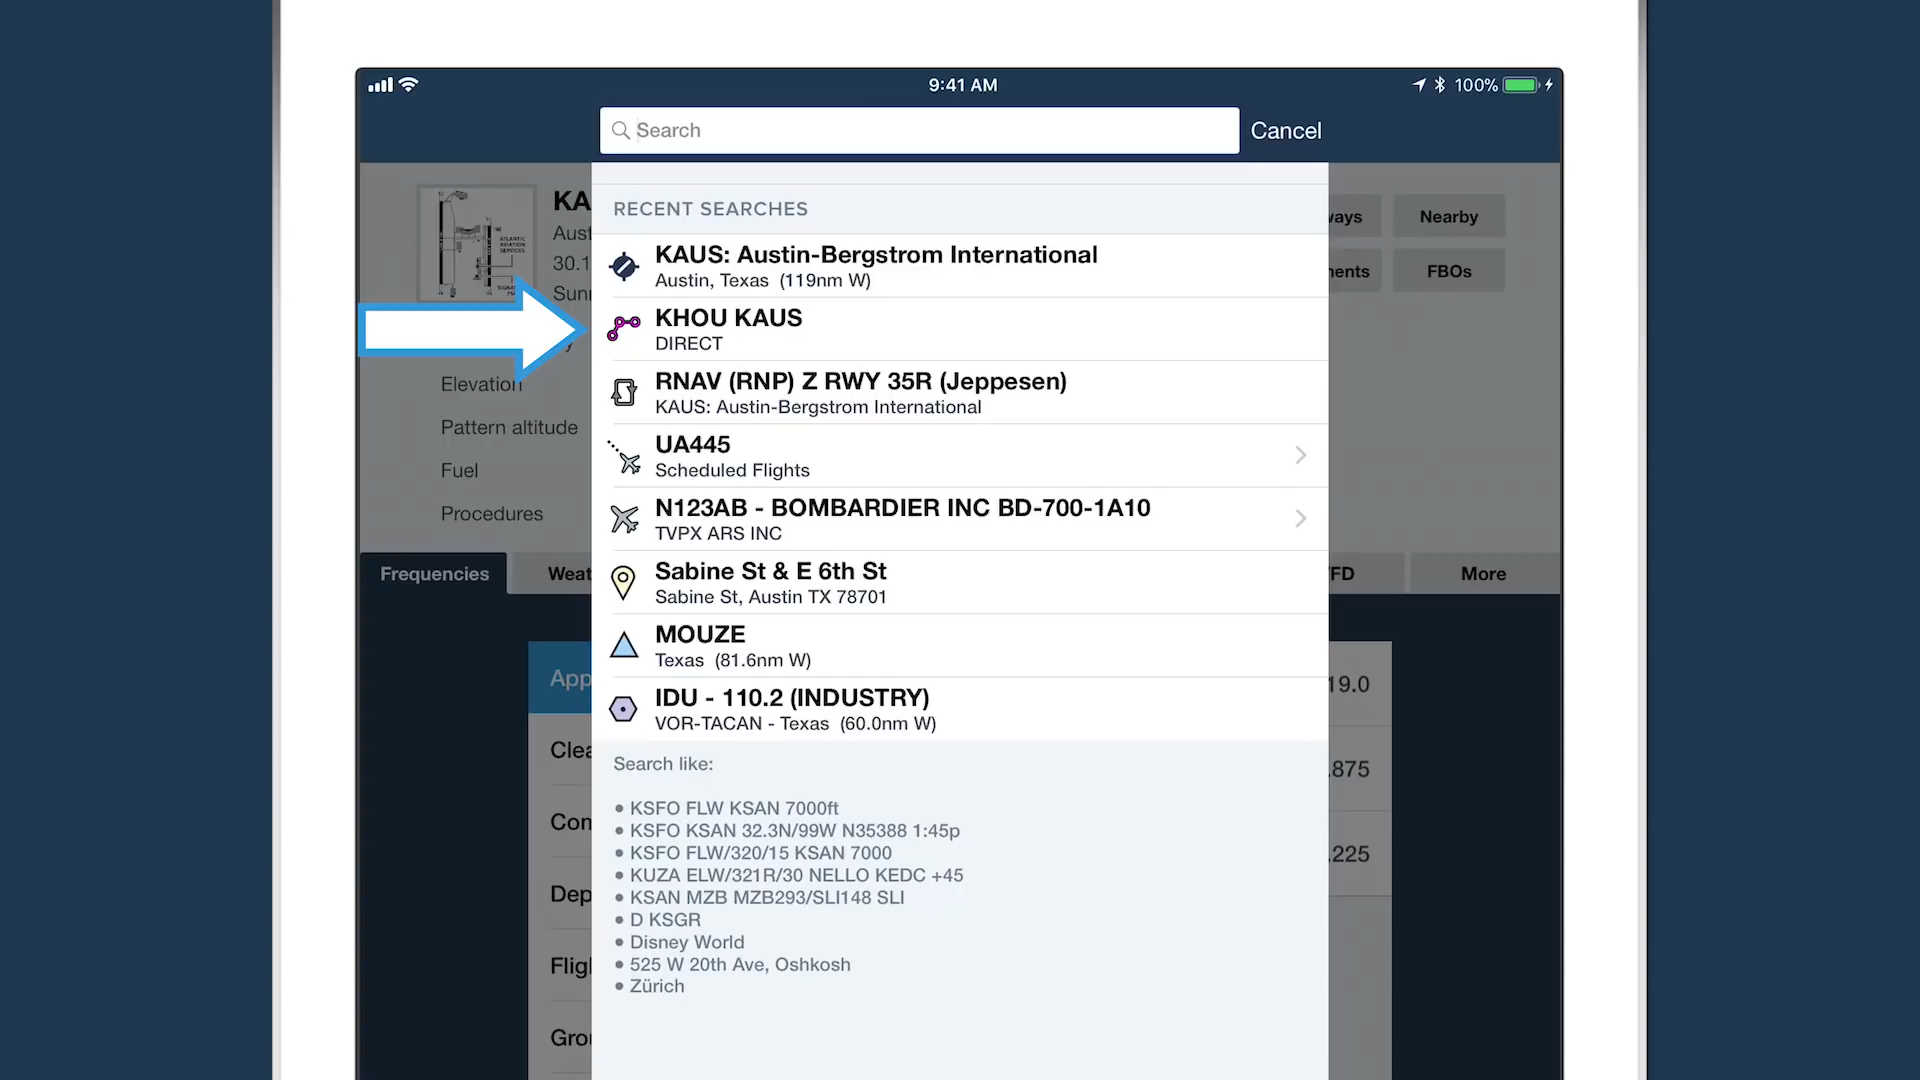 9:41 AM
100%
Search
Cancel
RECENT SEARCHES
KAUS: Austin-Bergstrom International
Austin, Texas (119nm W)
KHOU KAUS
DIRECT
RNAV (RNP) Z RWY 35R (Jeppesen)
KAUS: Austin-Bergstrom International
UA445
Scheduled Flights
N123AB - BOMBARDIER INC BD-700-1A10
TVPX ARS INC
Sabine St & E 6th St
Sabine St, Austin TX 78701
MOUZE
Texas (81.6nm W)
IDU - 110.2 (INDUSTRY)
VOR-TACAN - Texas (60.0nm W)
Search like:
• KSFO FLW KSAN 7000ft
• KSFO KSAN 32.3N/99W N35388 1:45p
• KSFO FLW/320/15 KSAN 7000
• KUZA ELW/321R/30 NELLO KEDC +45
• KSAN MZB MZB293/SLI148 SLI
• D KSGR
• Disney World
• 525 W 20th Ave, Oshkosh
• Zürich
ATLANTIC
AVIATION
SERVICES
KA
Aust
30.1
Sunr
Elevation
Pattern altitude
Fuel
Procedures
ways
Nearby
ments
FBOs
Frequencies
Weat
FD
More
App
Clea
Con
Dep
Flig
Gro
19.0
.875
.225